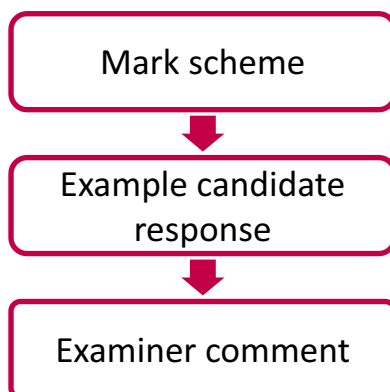 Mark scheme
Example candidate
response
Examiner comment